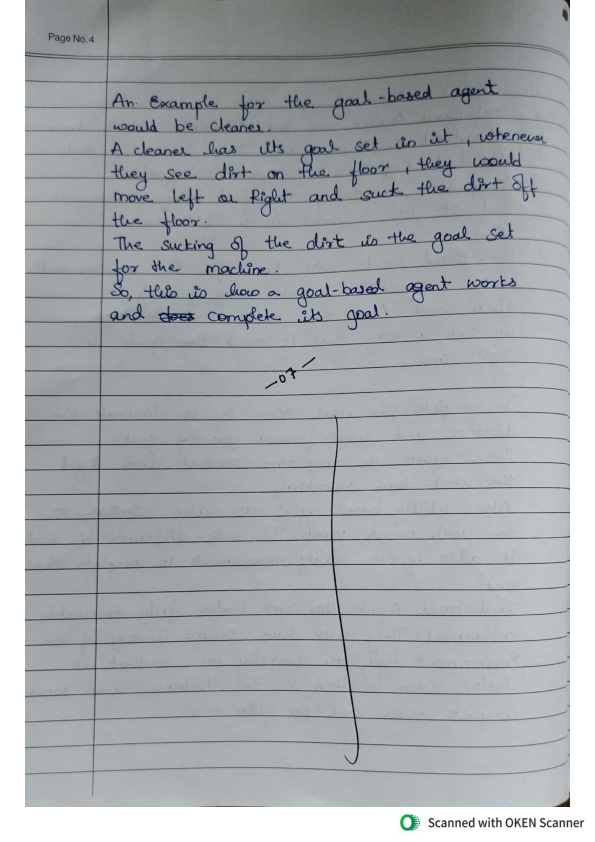 Page No. 4
An Example for the goal-based agent
would be cleaner.
A cleaner has its goal set in it, whenever
they see dirt on the floor, they would
move left or Right and suck the dirt off
the floor.
The sucking of the dirt is the goal set
for the machine.
So, this is how a goal-based agent works
and does complete its goal.
-07-
Scanned with OKEN Scanner